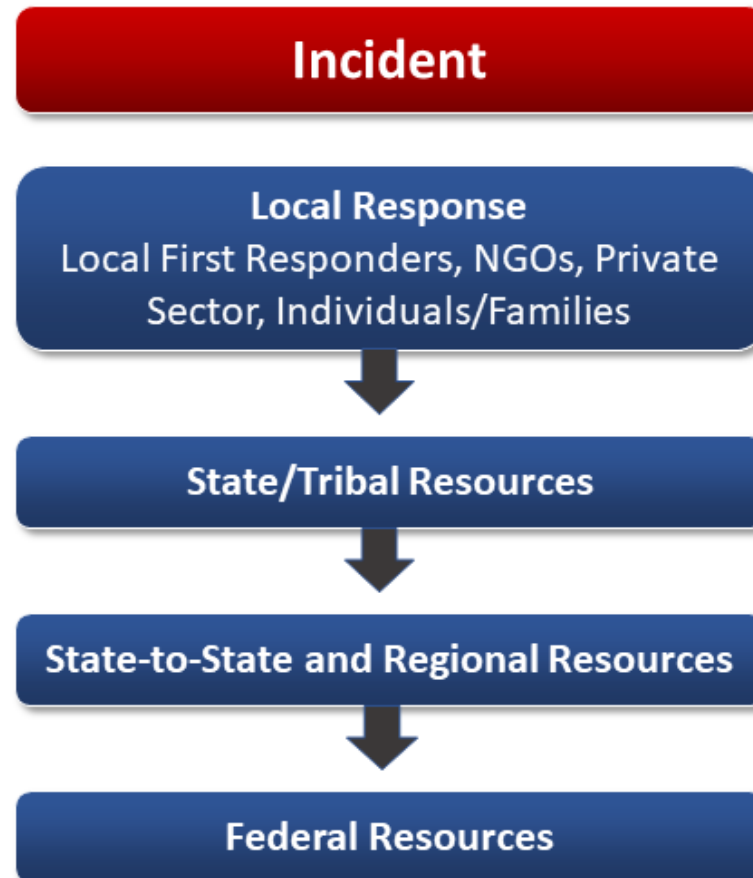 Incident
Local Response
Local First Responders, NGOs, Private
Sector, Individuals/Families
State/Tribal Resources
State-to-State and Regional Resources
Federal Resources